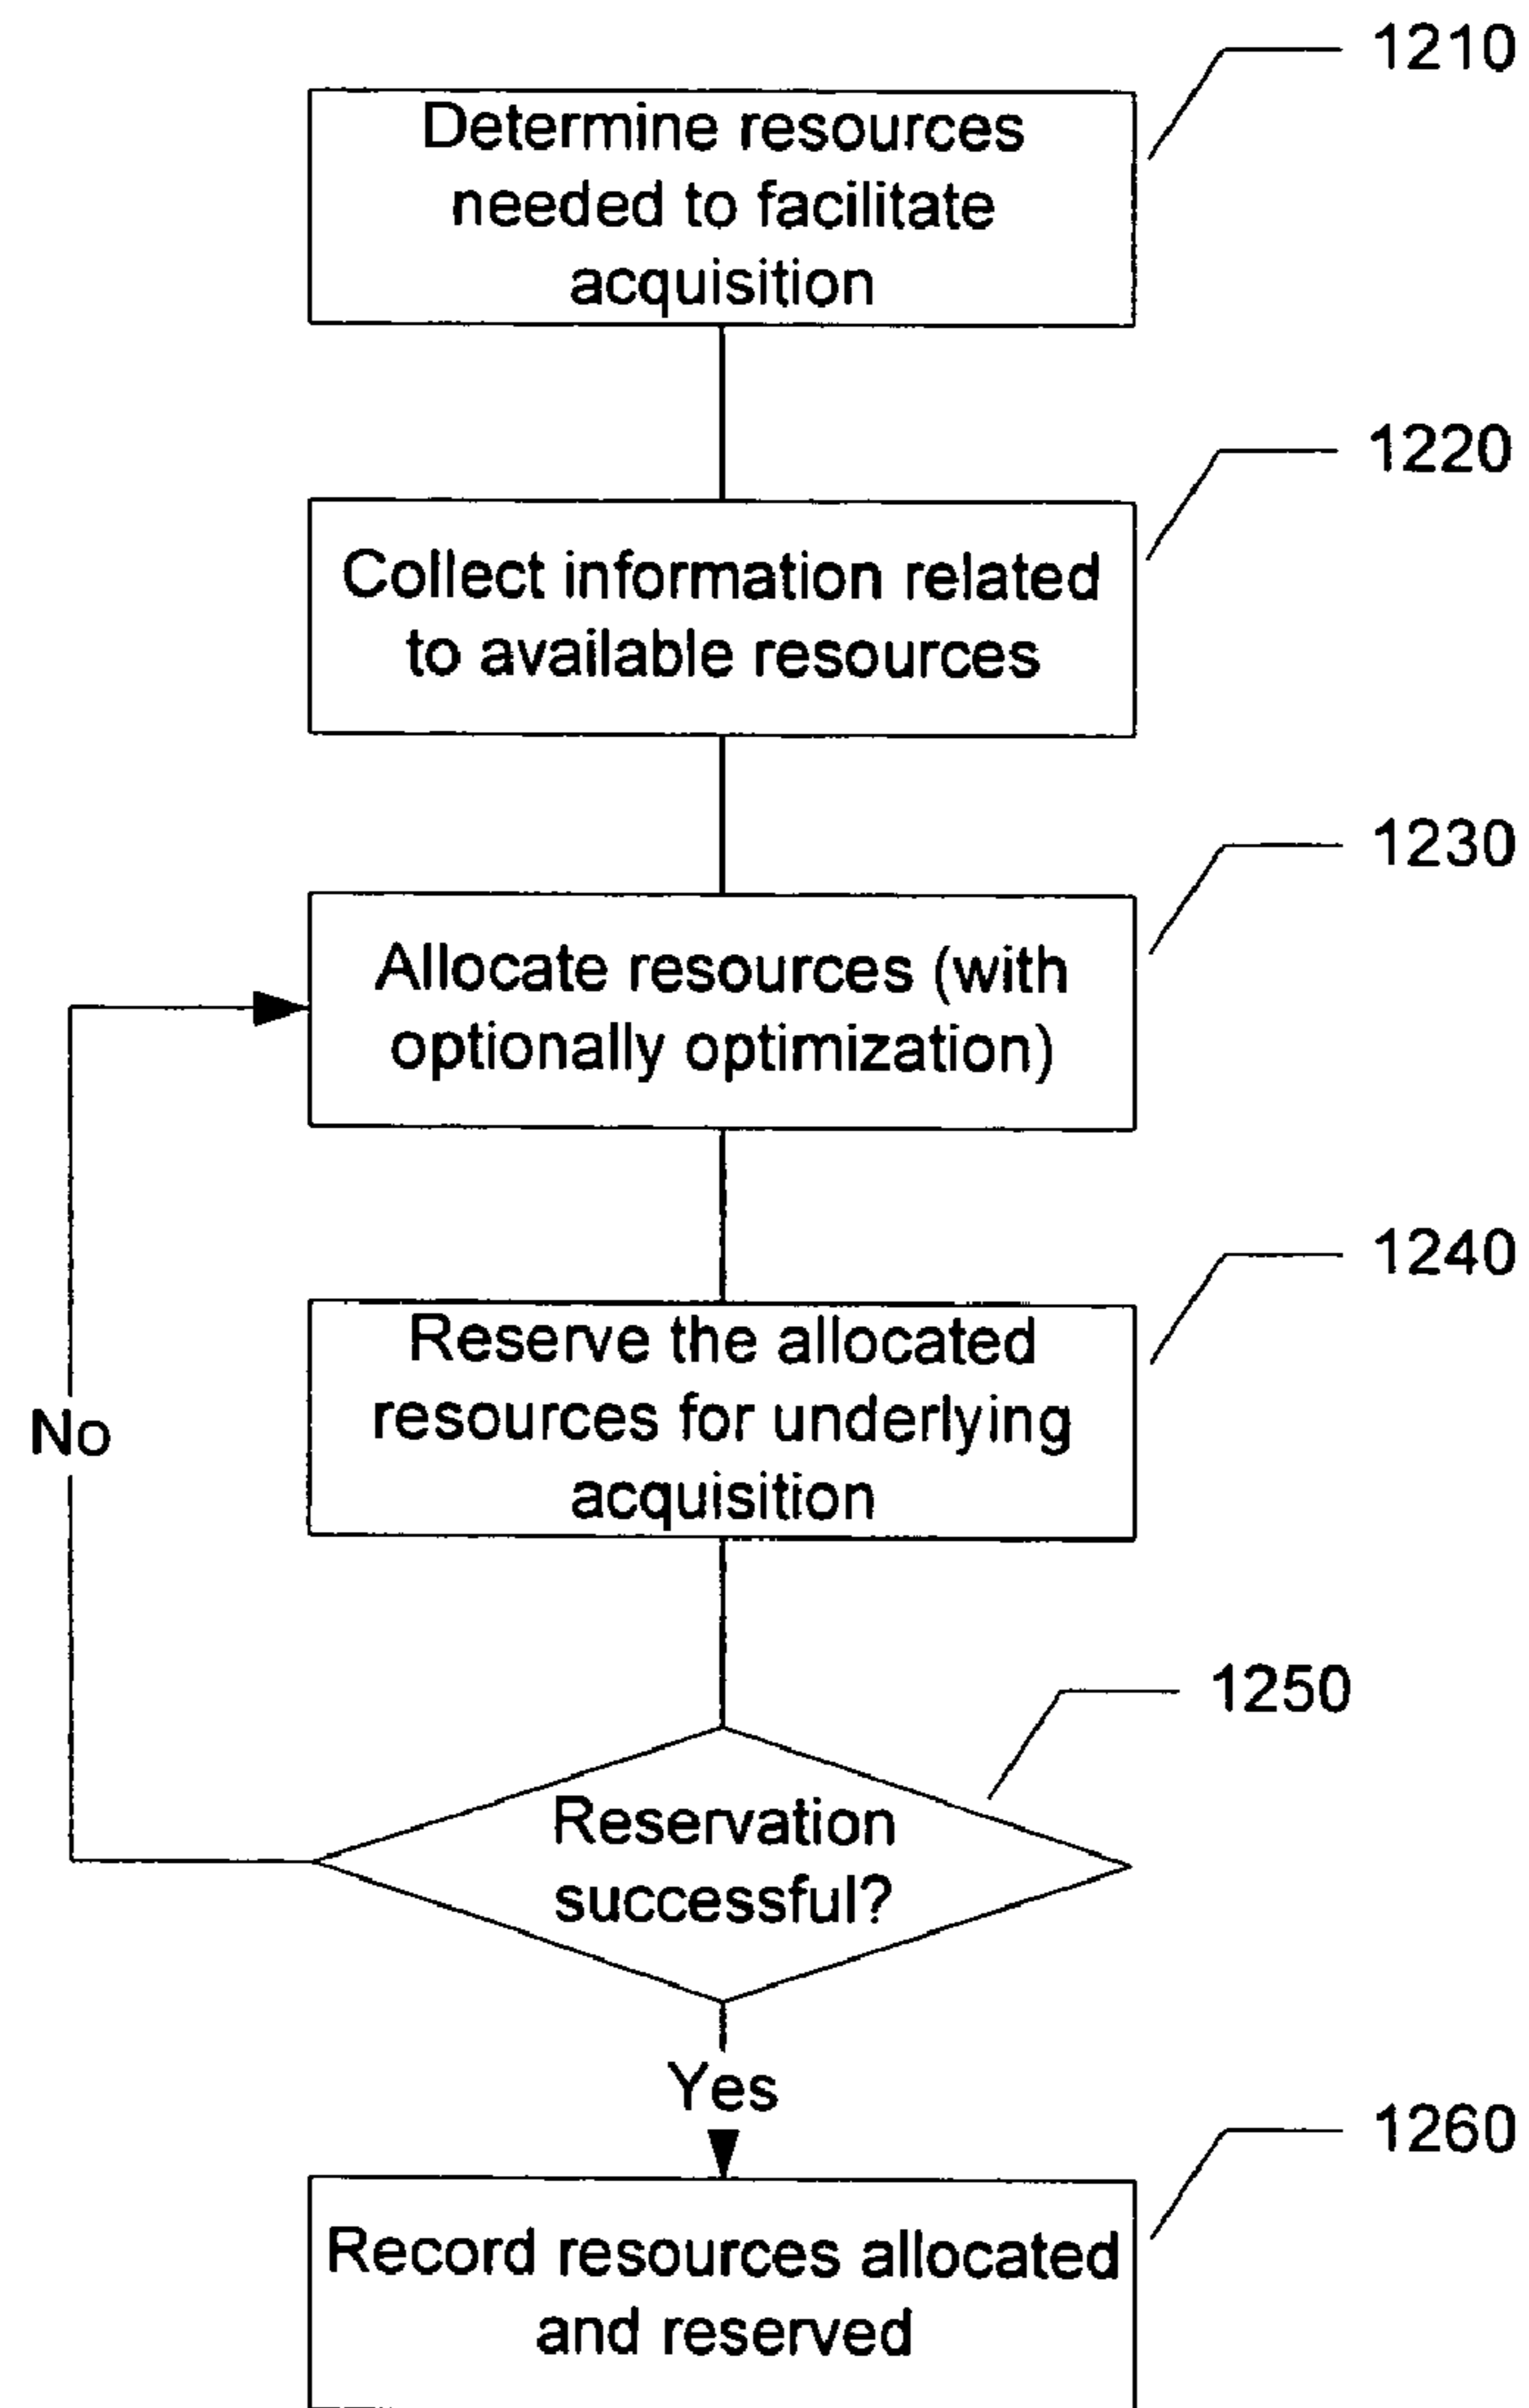 1210
Determine resources
needed to facilitate
acquisition
1220
Collect information related
to available resources
1230
Allocate resources (with
optionally optimization)
1240
Reserve the allocated
resources for underlying
acquisition
No
1250
Reservation
successful?
Yes
1260
Record resources allocated
and reserved